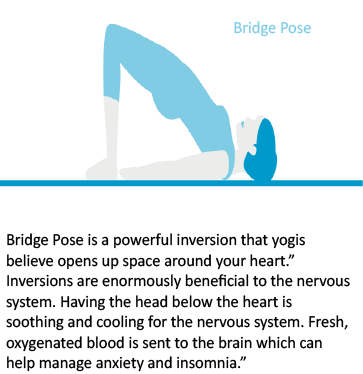 Bridge Pose
Bridge Pose is a powerful inversion that yogis
believe opens up space around your heart.”
Inversions are enormously beneficial to the nervous
system. Having the head below the heart is
soothing and cooling for the nervous system. Fresh,
oxygenated blood is sent to the brain which can
help manage anxiety and insomnia.”